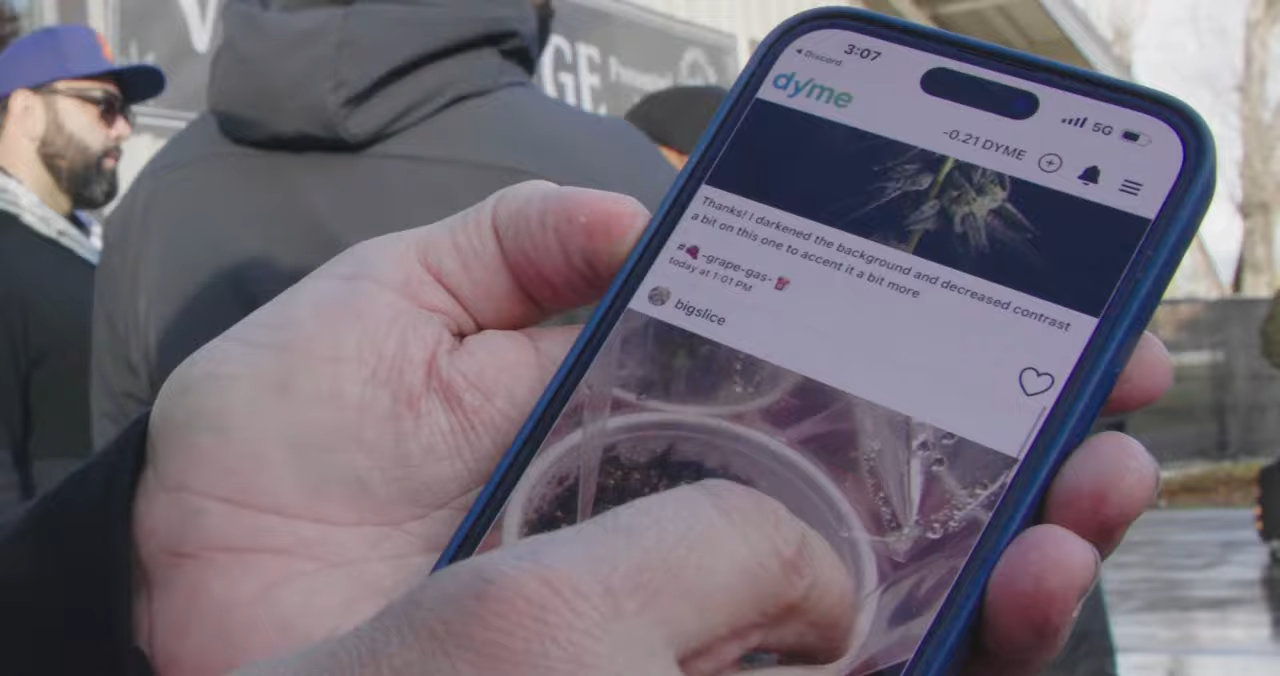 V
GE
3:07
◂ Discord
5G
dyme
-0.21 DYME
Thanks! I darkened the background and decreased contrast
a bit on this one to accent it a bit more
#🍇-grape-gas-
today at 1:01 PM
bigslice